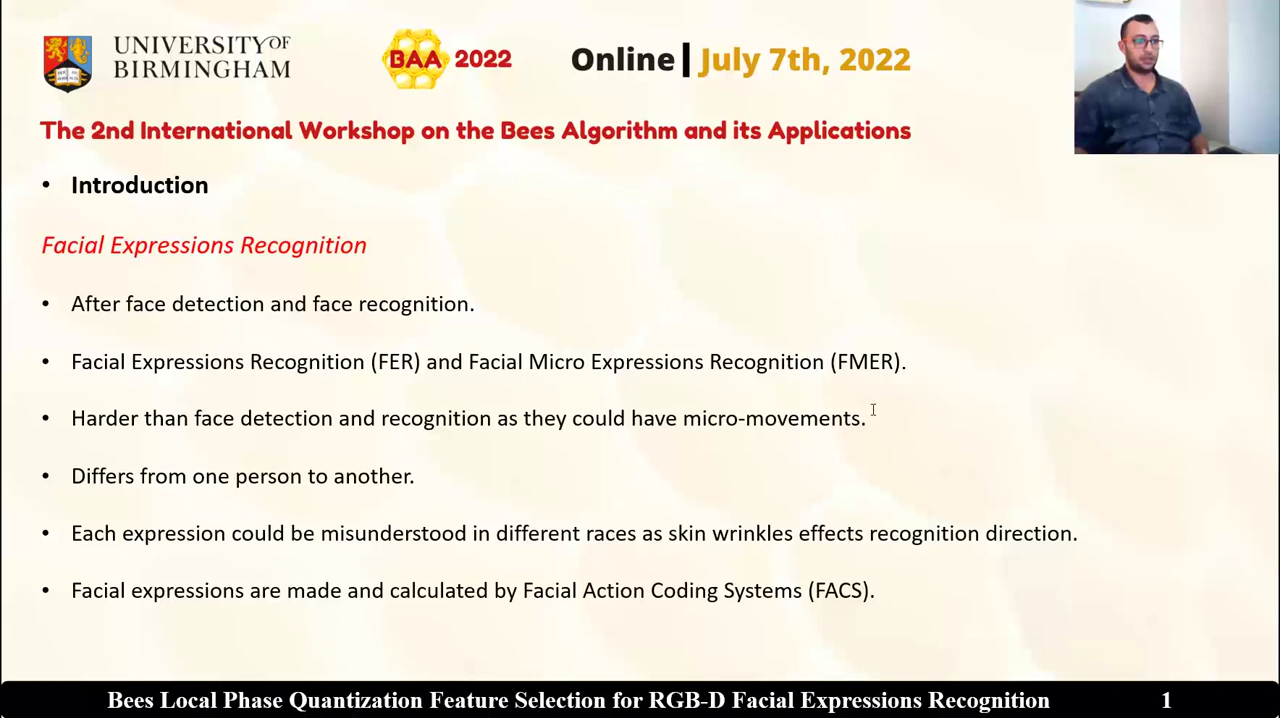 UNIVERSITY OF
BIRMINGHAM
BAA 2022
Online | July 7th, 2022
The 2nd International Workshop on the Bees Algorithm and its Applications
• Introduction
Facial Expressions Recognition
• After face detection and face recognition.
• Facial Expressions Recognition (FER) and Facial Micro Expressions Recognition (FMER).
• Harder than face detection and recognition as they could have micro-movements.
• Differs from one person to another.
• Each expression could be misunderstood in different races as skin wrinkles effects recognition direction.
• Facial expressions are made and calculated by Facial Action Coding Systems (FACS).
Bees Local Phase Quantization Feature Selection for RGB-D Facial Expressions Recognition 1